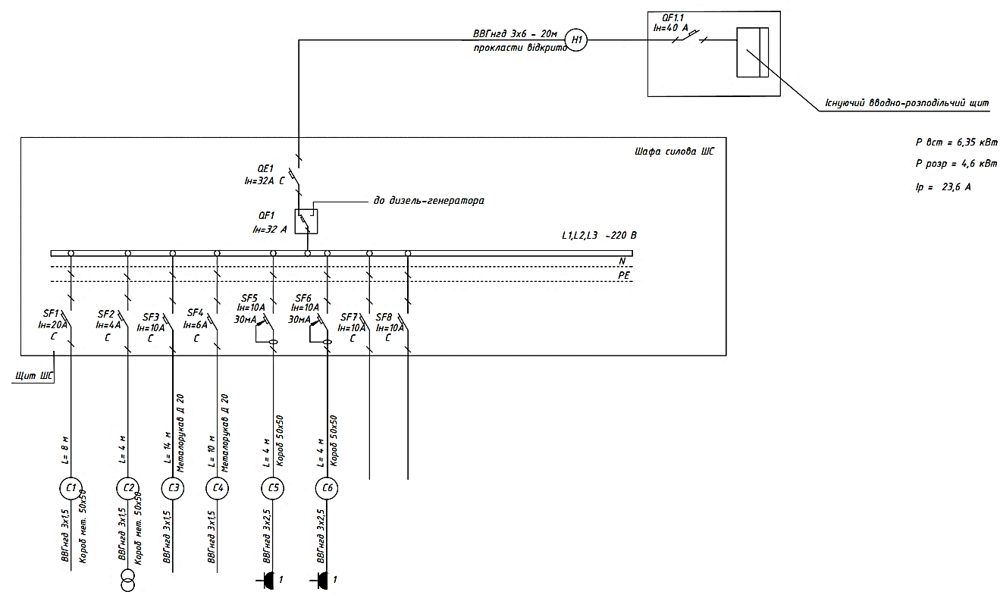 QF1.1
Ін=40 А
ВВГнгд 3х6 - 20м
прокласти відкрито
Н1
Існуючий вводно-розподільчий щит
Р вст = 6,35 кВт
Р розр = 4,6 кВт
Ір = 23,6 А
Шафа силова ШС
QE1
Ін=32А С
до дизель-генератора
QF1
Ін=32 А
L1,L2,L3 ~220 В
N
PE
SF1
Ін=20А
С
SF2
Ін=4А
С
SF3
Ін=10А
С
SF4
Ін=6А
С
SF5
Ін=10А
30мА
SF6
Ін=10А
30мА
SF7
Ін=10А
С
SF8
Ін=10А
С
Щит ШС
L= 8 м
L= 4 м
L= 14 м
Металорукав Д 20
L= 10 м
Металорукав Д 20
L= 4 м
Короб 50х50
L= 4 м
Короб 50х50
С1
С2
С3
С4
С5
С6
ВВГнгд 3х1,5
Короб мет. 50х50
ВВГнгд 3х1,5
Короб мет. 50х50
ВВГнгд 3х1,5
ВВГнгд 3х1,5
ВВГнгд 3х2,5
ВВГнгд 3х2,5
1
1